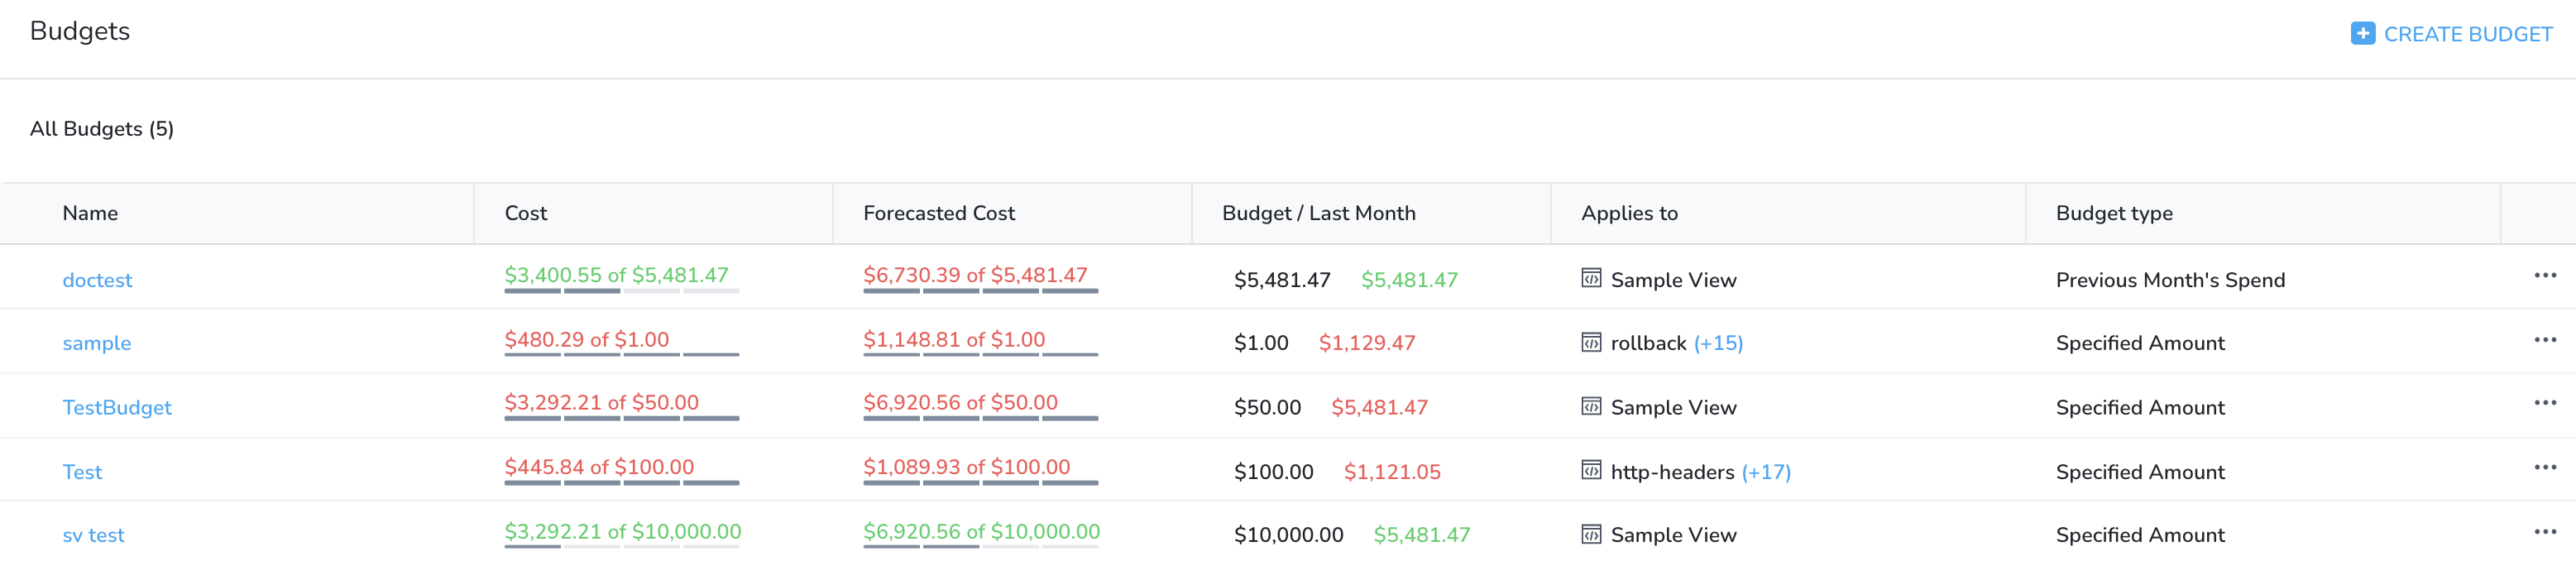 Budgets
CREATE BUDGET
All Budgets (5)
Name Cost Forecasted Cost Budget / Last Month Applies to Budget type
doctest $3,400.55 of $5,481.47 $6,730.39 of $5,481.47 $5,481.47 $5,481.47 Sample View Previous Month's Spend
sample $480.29 of $1.00 $1,148.81 of $1.00 $1.00 $1,129.47 rollback (+15) Specified Amount
TestBudget $3,292.21 of $50.00 $6,920.56 of $50.00 $50.00 $5,481.47 Sample View Specified Amount
Test $445.84 of $100.00 $1,089.93 of $100.00 $100.00 $1,121.05 http-headers (+17) Specified Amount
sv test $3,292.21 of $10,000.00 $6,920.56 of $10,000.00 $10,000.00 $5,481.47 Sample View Specified Amount